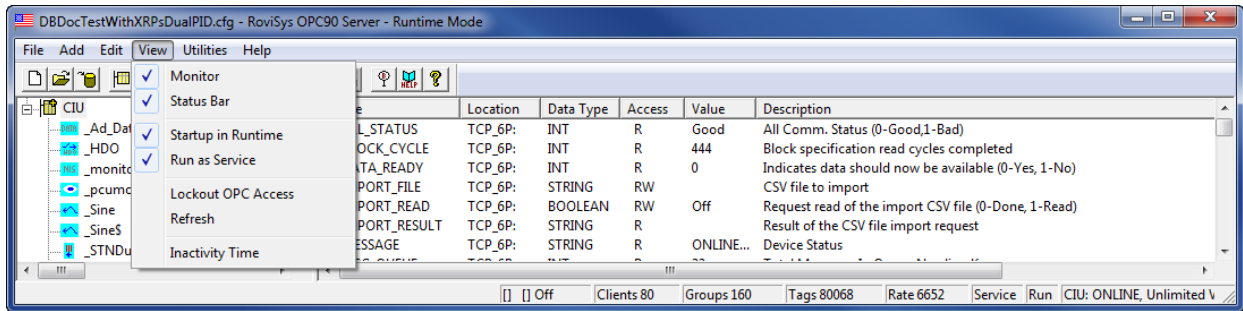 DBDocTestWithXRPsDualPID.cfg - RoviSys OPC90 Server - Runtime Mode
File Add Edit View Utilities Help
HELP
Monitor
Status Bar
Startup in Runtime
Run as Service
Lockout OPC Access
Refresh
Inactivity Time
CIU
_Ad_Dat
_HDO
_monito
_pcumo
_Sine
_Sine$
_STNDu
e Location Data Type Access Value Description
L_STATUS TCP_6P: INT R Good All Comm. Status (0-Good,1-Bad)
OCK_CYCLE TCP_6P: INT R 444 Block specification read cycles completed
ATA_READY TCP_6P: INT R 0 Indicates data should now be available (0-Yes, 1-No)
PORT_FILE TCP_6P: STRING RW CSV file to import
PORT_READ TCP_6P: BOOLEAN RW Off Request read of the import CSV file (0-Done, 1-Read)
PORT_RESULT TCP_6P: STRING R Result of the CSV file import request
ESSAGE TCP_6P: STRING R ONLINE... Device Status
[] [] Off Clients 80 Groups 160 Tags 80068 Rate 6652 Service Run CIU: ONLINE, Unlimited V